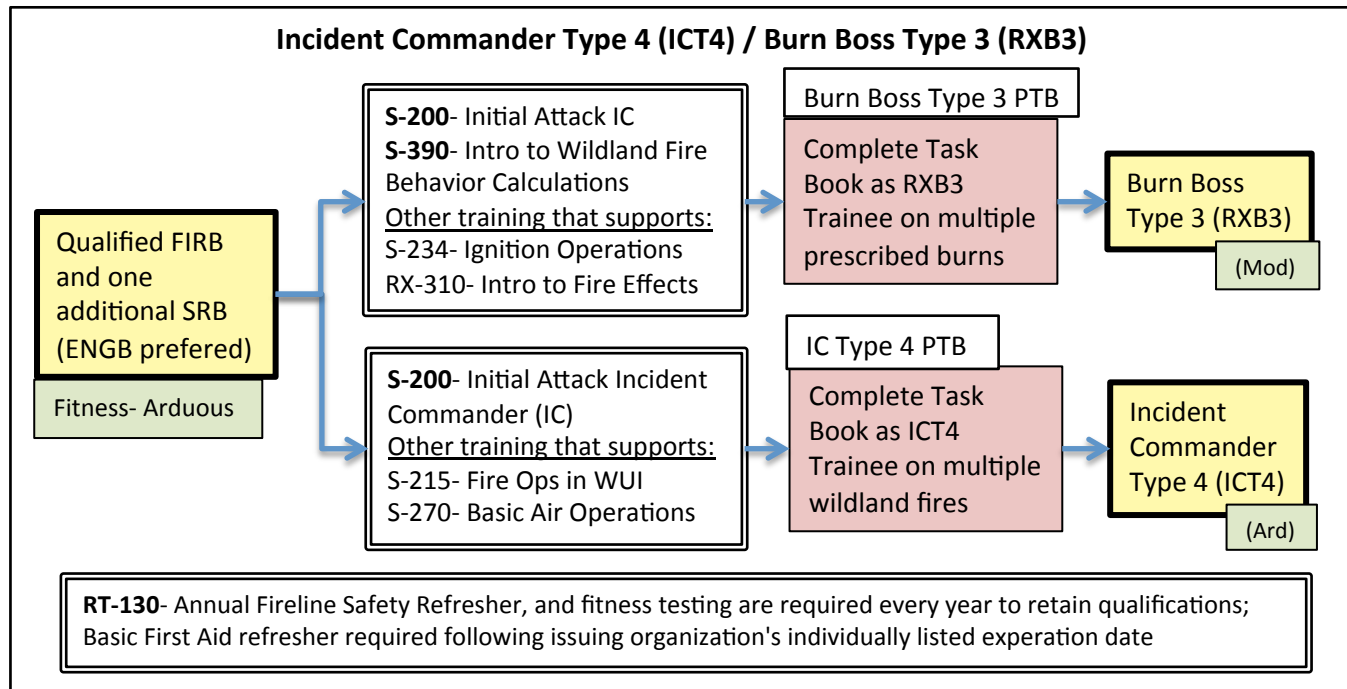 Incident Commander Type 4 (ICT4) / Burn Boss Type 3 (RXB3)
Qualified FIRB
and one
additional SRB
(ENGB prefered)
Fitness- Arduous
S-200- Initial Attack IC
S-390- Intro to Wildland Fire
Behavior Calculations
Other training that supports:
S-234- Ignition Operations
RX-310- Intro to Fire Effects
Burn Boss Type 3 PTB
Complete Task
Book as RXB3
Trainee on multiple
prescribed burns
Burn Boss
Type 3 (RXB3)
(Mod)
S-200- Initial Attack Incident
Commander (IC)
Other training that supports:
S-215- Fire Ops in WUI
S-270- Basic Air Operations
IC Type 4 PTB
Complete Task
Book as ICT4
Trainee on multiple
wildland fires
Incident
Commander
Type 4 (ICT4)
(Ard)
RT-130- Annual Fireline Safety Refresher, and fitness testing are required every year to retain qualifications;
Basic First Aid refresher required following issuing organization's individually listed experation date